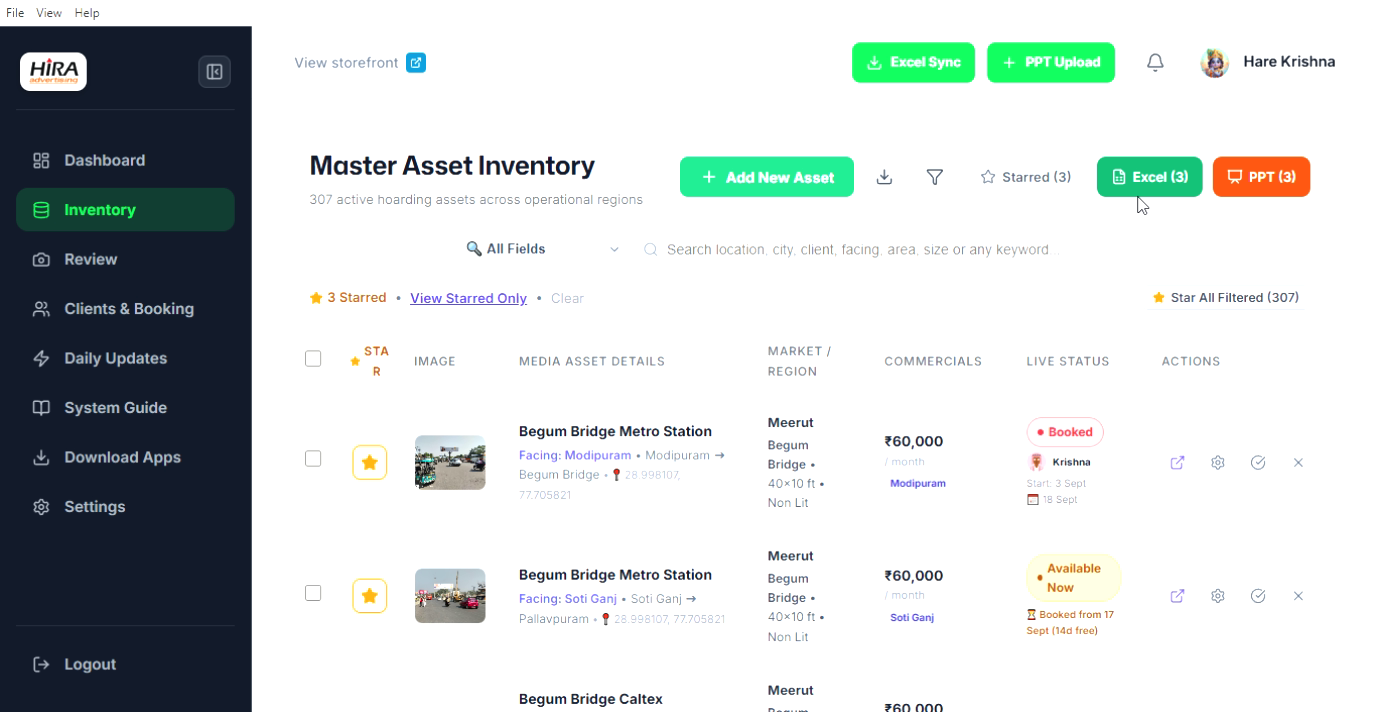 File View Help
HiRA
advertising
View storefront
Excel Sync
PPT Upload
Hare Krishna
Dashboard
Inventory
Review
Clients & Booking
Daily Updates
System Guide
Download Apps
Settings
Logout
Master Asset Inventory
307 active hoarding assets across operational regions
Add New Asset
Starred (3)
Excel (3)
PPT (3)
All Fields
Search location, city, client, facing, area, size or any keyword...
3 Starred • View Starred Only • Clear
Star All Filtered (307)
STA
R
IMAGE
MEDIA ASSET DETAILS
MARKET /
REGION
COMMERCIALS
LIVE STATUS
ACTIONS
Begum Bridge Metro Station
Facing: Modipuram • Modipuram →
Begum Bridge • 28.998107,
77.705821
Meerut
Begum
Bridge •
40×10 ft •
Non Lit
₹60,000
/ month
Modipuram
Booked
Krishna
Start: 3 Sept
18 Sept
Begum Bridge Metro Station
Facing: Soti Ganj • Soti Ganj →
Pallavpuram • 28.998107, 77.705821
Meerut
Begum
Bridge •
40×10 ft •
Non Lit
₹60,000
/ month
Soti Ganj
Available
Now
Booked from 17
Sept (14d free)
Begum Bridge Caltex
Meerut
Begum
₹60,000